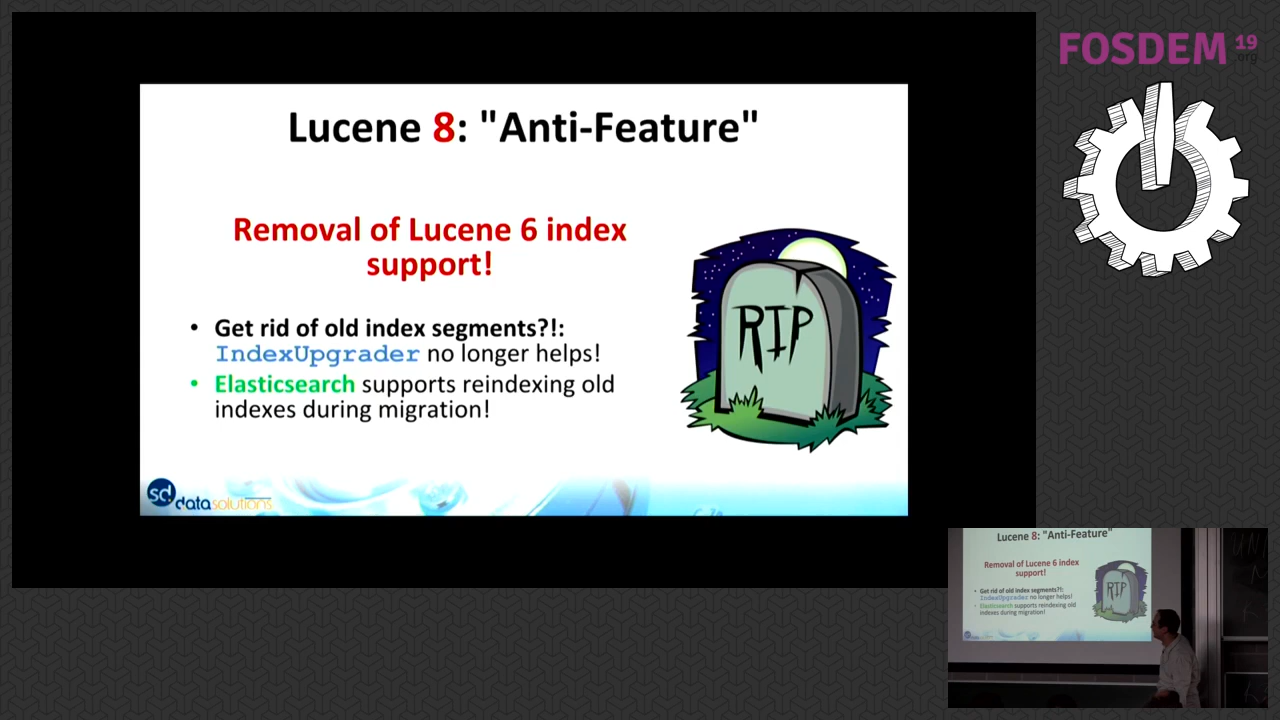 FOSDEM 19
.org
Lucene 8: "Anti-Feature"
Removal of Lucene 6 index
support!
• Get rid of old index segments?!:
IndexUpgrader no longer helps!
• Elasticsearch supports reindexing old
indexes during migration!
RIP
sd.datasolutions
Lucene 8: "Anti-Feature"
Removal of Lucene 6 index
support!
• Get rid of old index segments?!:
IndexUpgrader no longer helps!
• Elasticsearch supports reindexing old
indexes during migration!
RIP